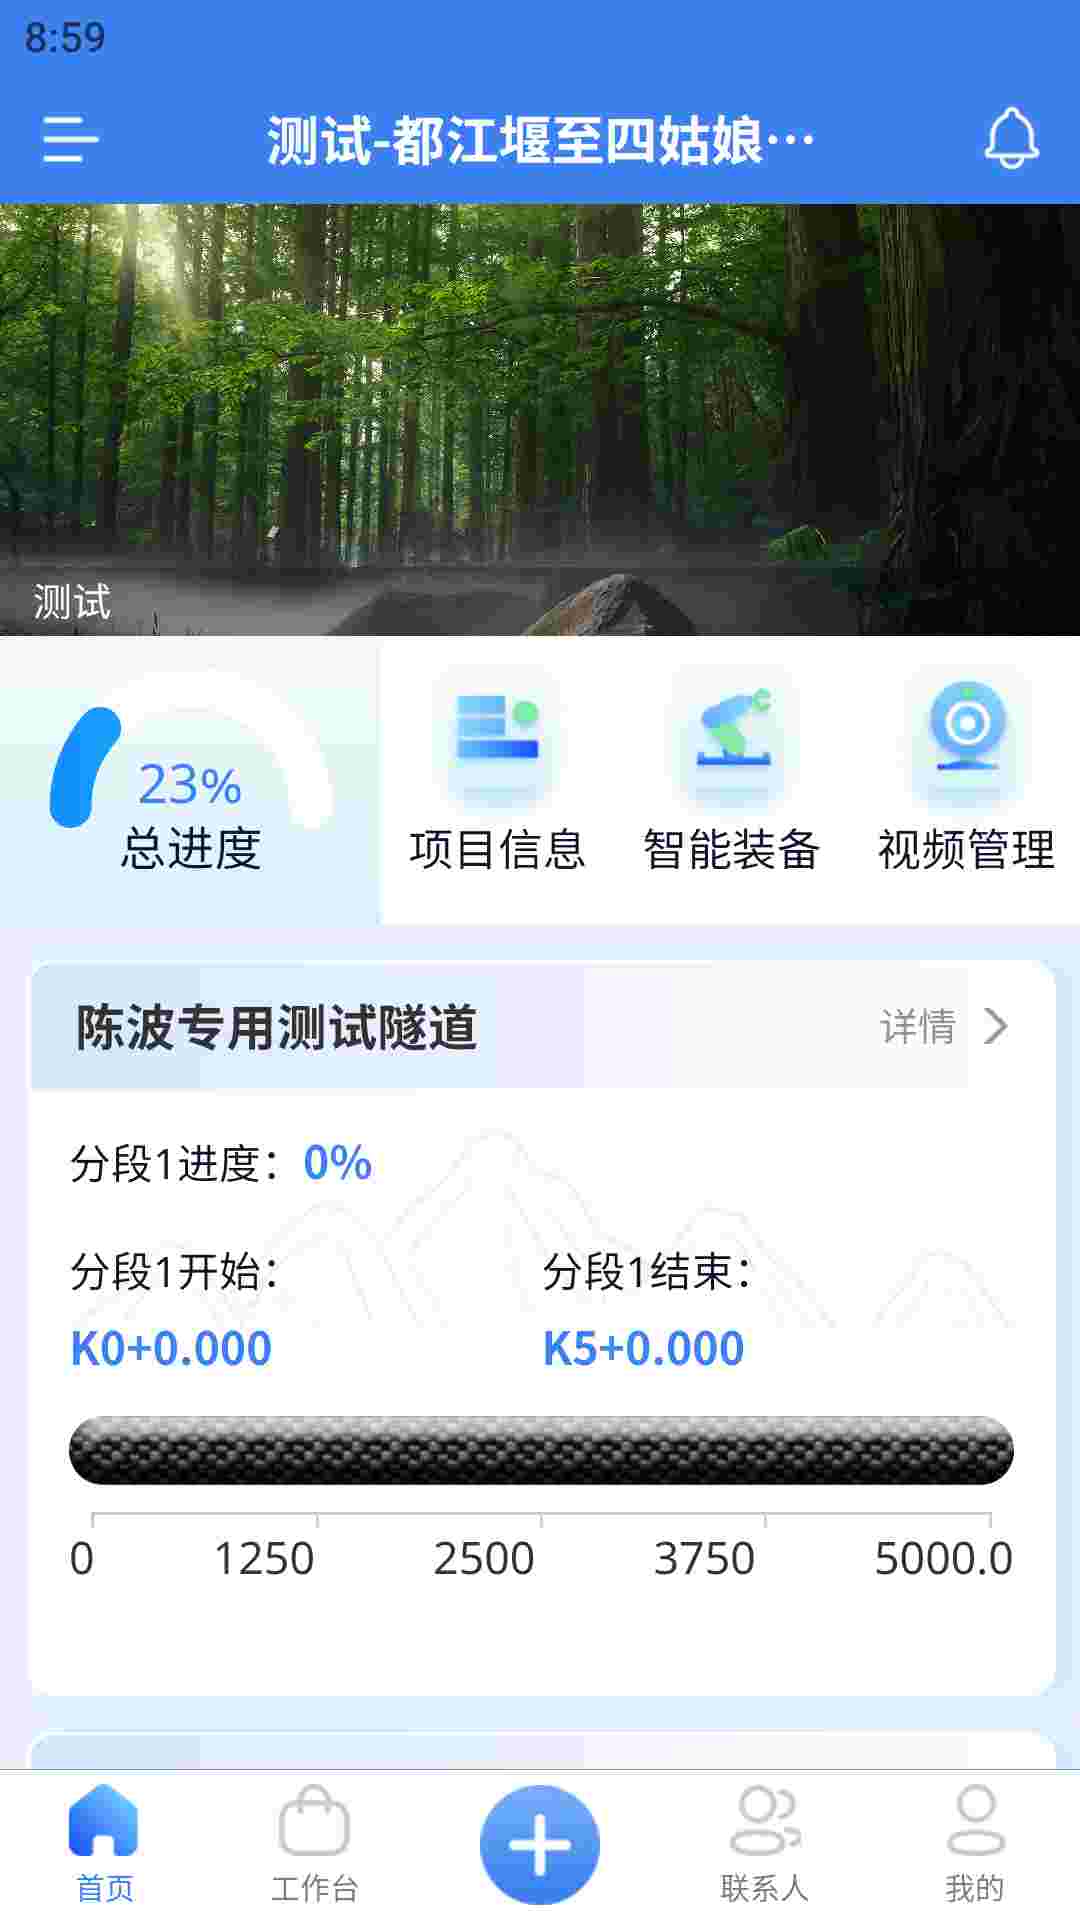 8:59
测试-都江堰至四姑娘…
测试
23%
总进度
项目信息
智能装备
视频管理
陈波专用测试隧道
详情
分段1进度：0%
分段1开始：
分段1结束：
K0+0.000
K5+0.000
0 1250 2500 3750 5000.0
首页
工作台
联系人
我的